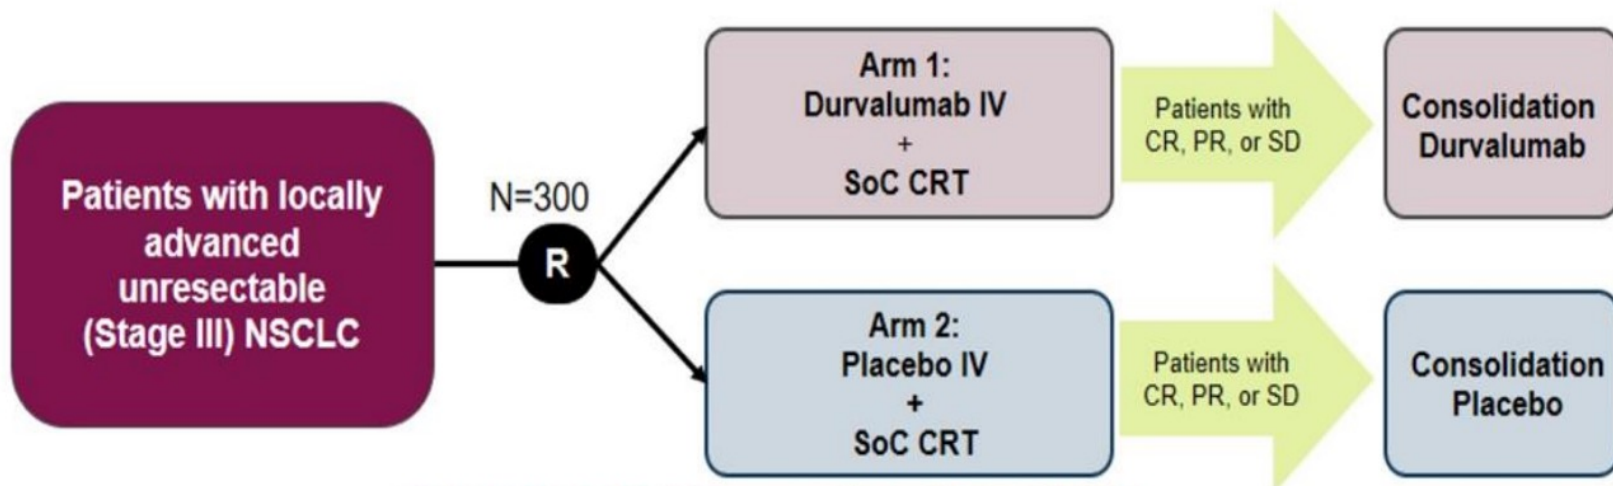 Patients with locally
advanced
unresectable
(Stage III) NSCLC
N=300
R
Arm 1:
Durvalumab IV
+
SoC CRT
Patients with
CR, PR, or SD
Consolidation
Durvalumab
Arm 2:
Placebo IV
+
SoC CRT
Patients with
CR, PR, or SD
Consolidation
Placebo